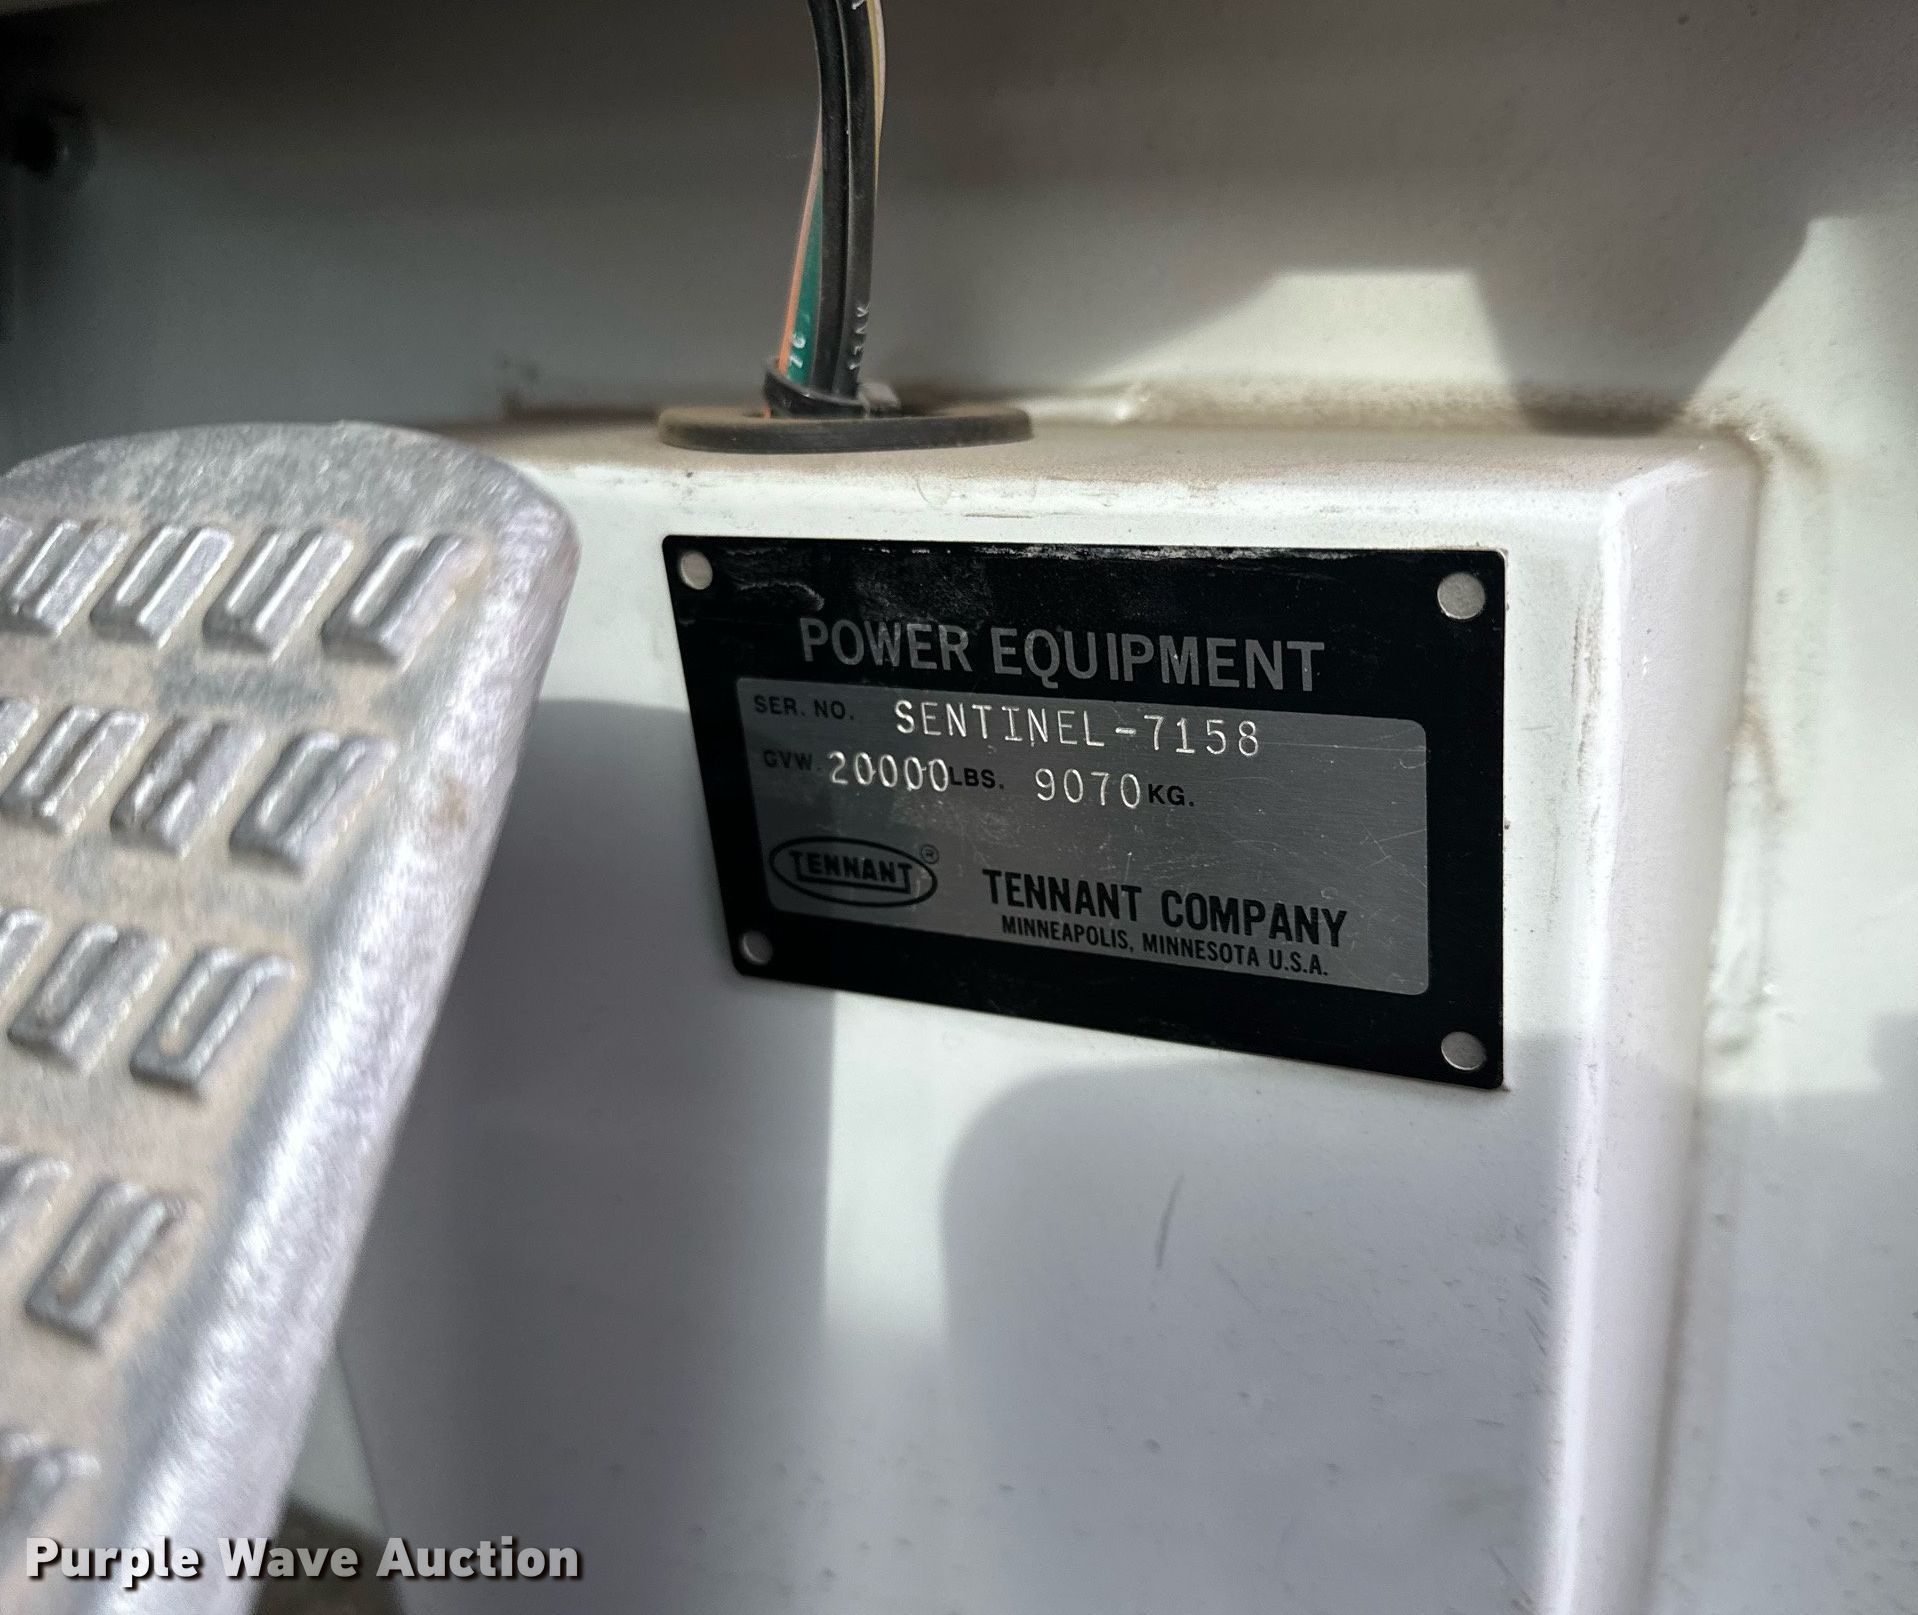 POWER EQUIPMENT
SER. NO. SENTINEL-7158
GVW. 20000 LBS. 9070 KG.
TENNANT® TENNANT COMPANY
MINNEAPOLIS, MINNESOTA U.S.A.
Purple Wave Auction